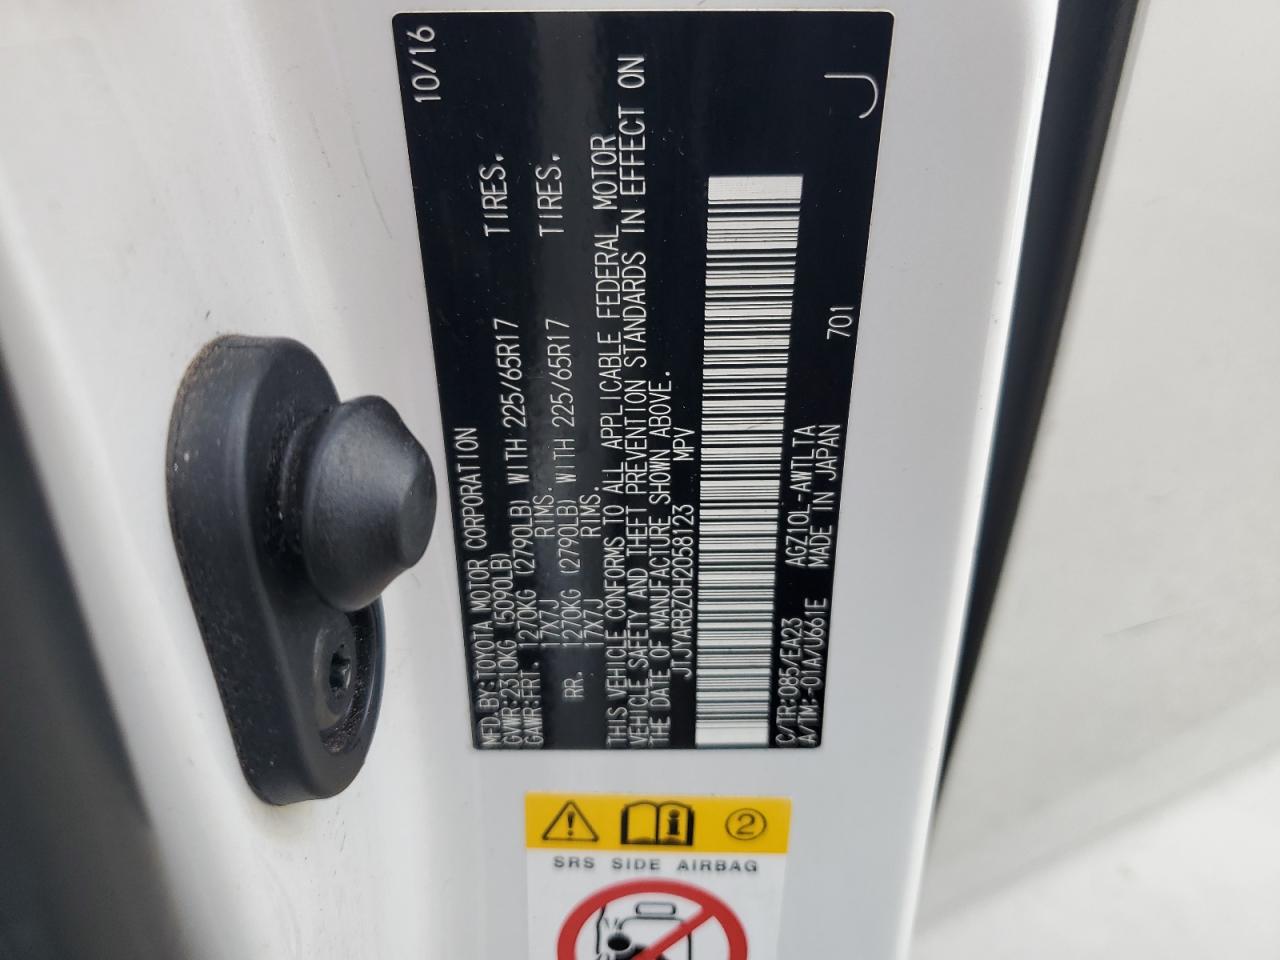 MFD. BY: TOYOTA MOTOR CORPORATION 10/16
GVWR: 2310KG (5090LB)
GAWR: FRT. 1270KG (2790LB) WITH 225/65R17 TIRES.
17X7J RIMS.
RR. 1270KG (2790LB) WITH 225/65R17 TIRES.
17X7J RIMS.
THIS VEHICLE CONFORMS TO ALL APPLICABLE FEDERAL MOTOR
VEHICLE SAFETY AND THEFT PREVENTION STANDARDS IN EFFECT ON
THE DATE OF MANUFACTURE SHOWN ABOVE.
JTJYARBZ0H2058123 MPV
C/TR: 085/EA23 AGZ10L-AWTLTA 701 J
A/TM: -01A/U661E MADE IN JAPAN
2
SRS SIDE AIRBAG